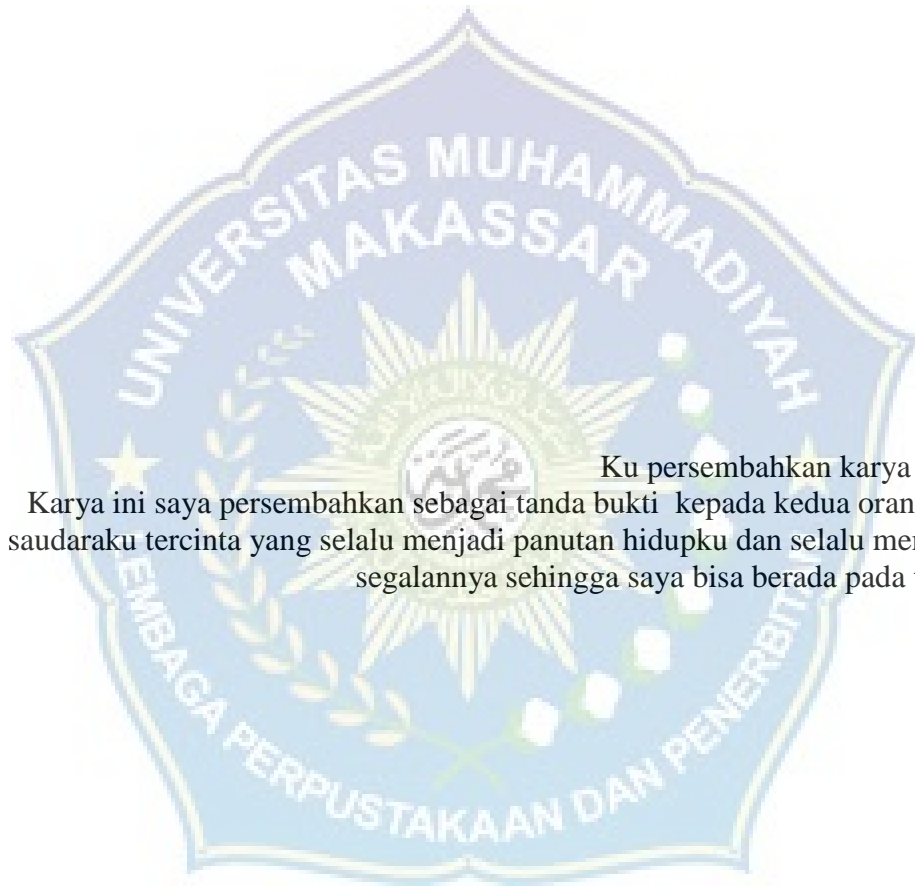 UNIVERSITAS MUHAMMADIYAH
MAKASSAR
Ku persembahkan karya
Karya ini saya persembahkan sebagai tanda bukti kepada kedua oran
saudaraku tercinta yang selalu menjadi panutan hidupku dan selalu mem
segalannya sehingga saya bisa berada pada
LEMBAGA PERPUSTAKAAN DAN PENERBITAN